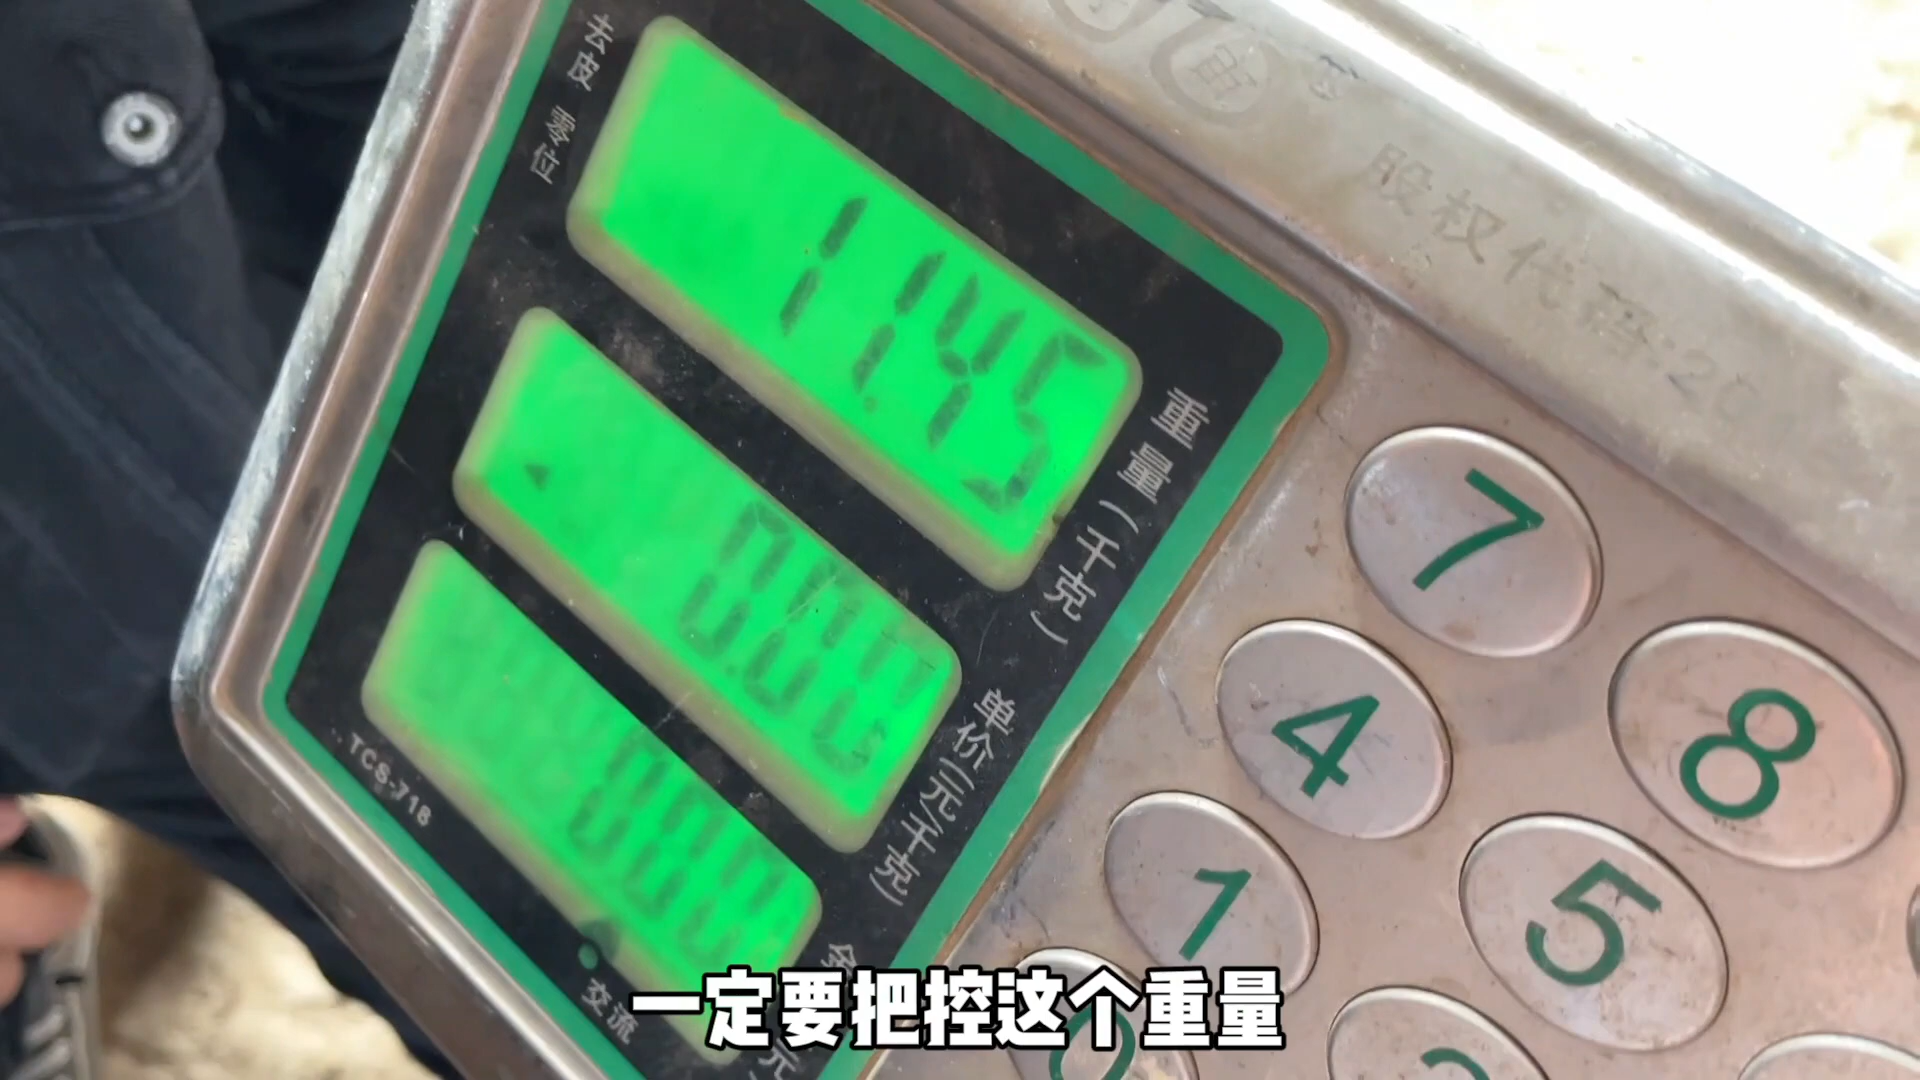 去皮
零位
11.45
重量(千克)
0.00
单价(元/千克)
TCS-718
交流
股权代码:20
7
4
8
1
5
0
一定要把控这个重量